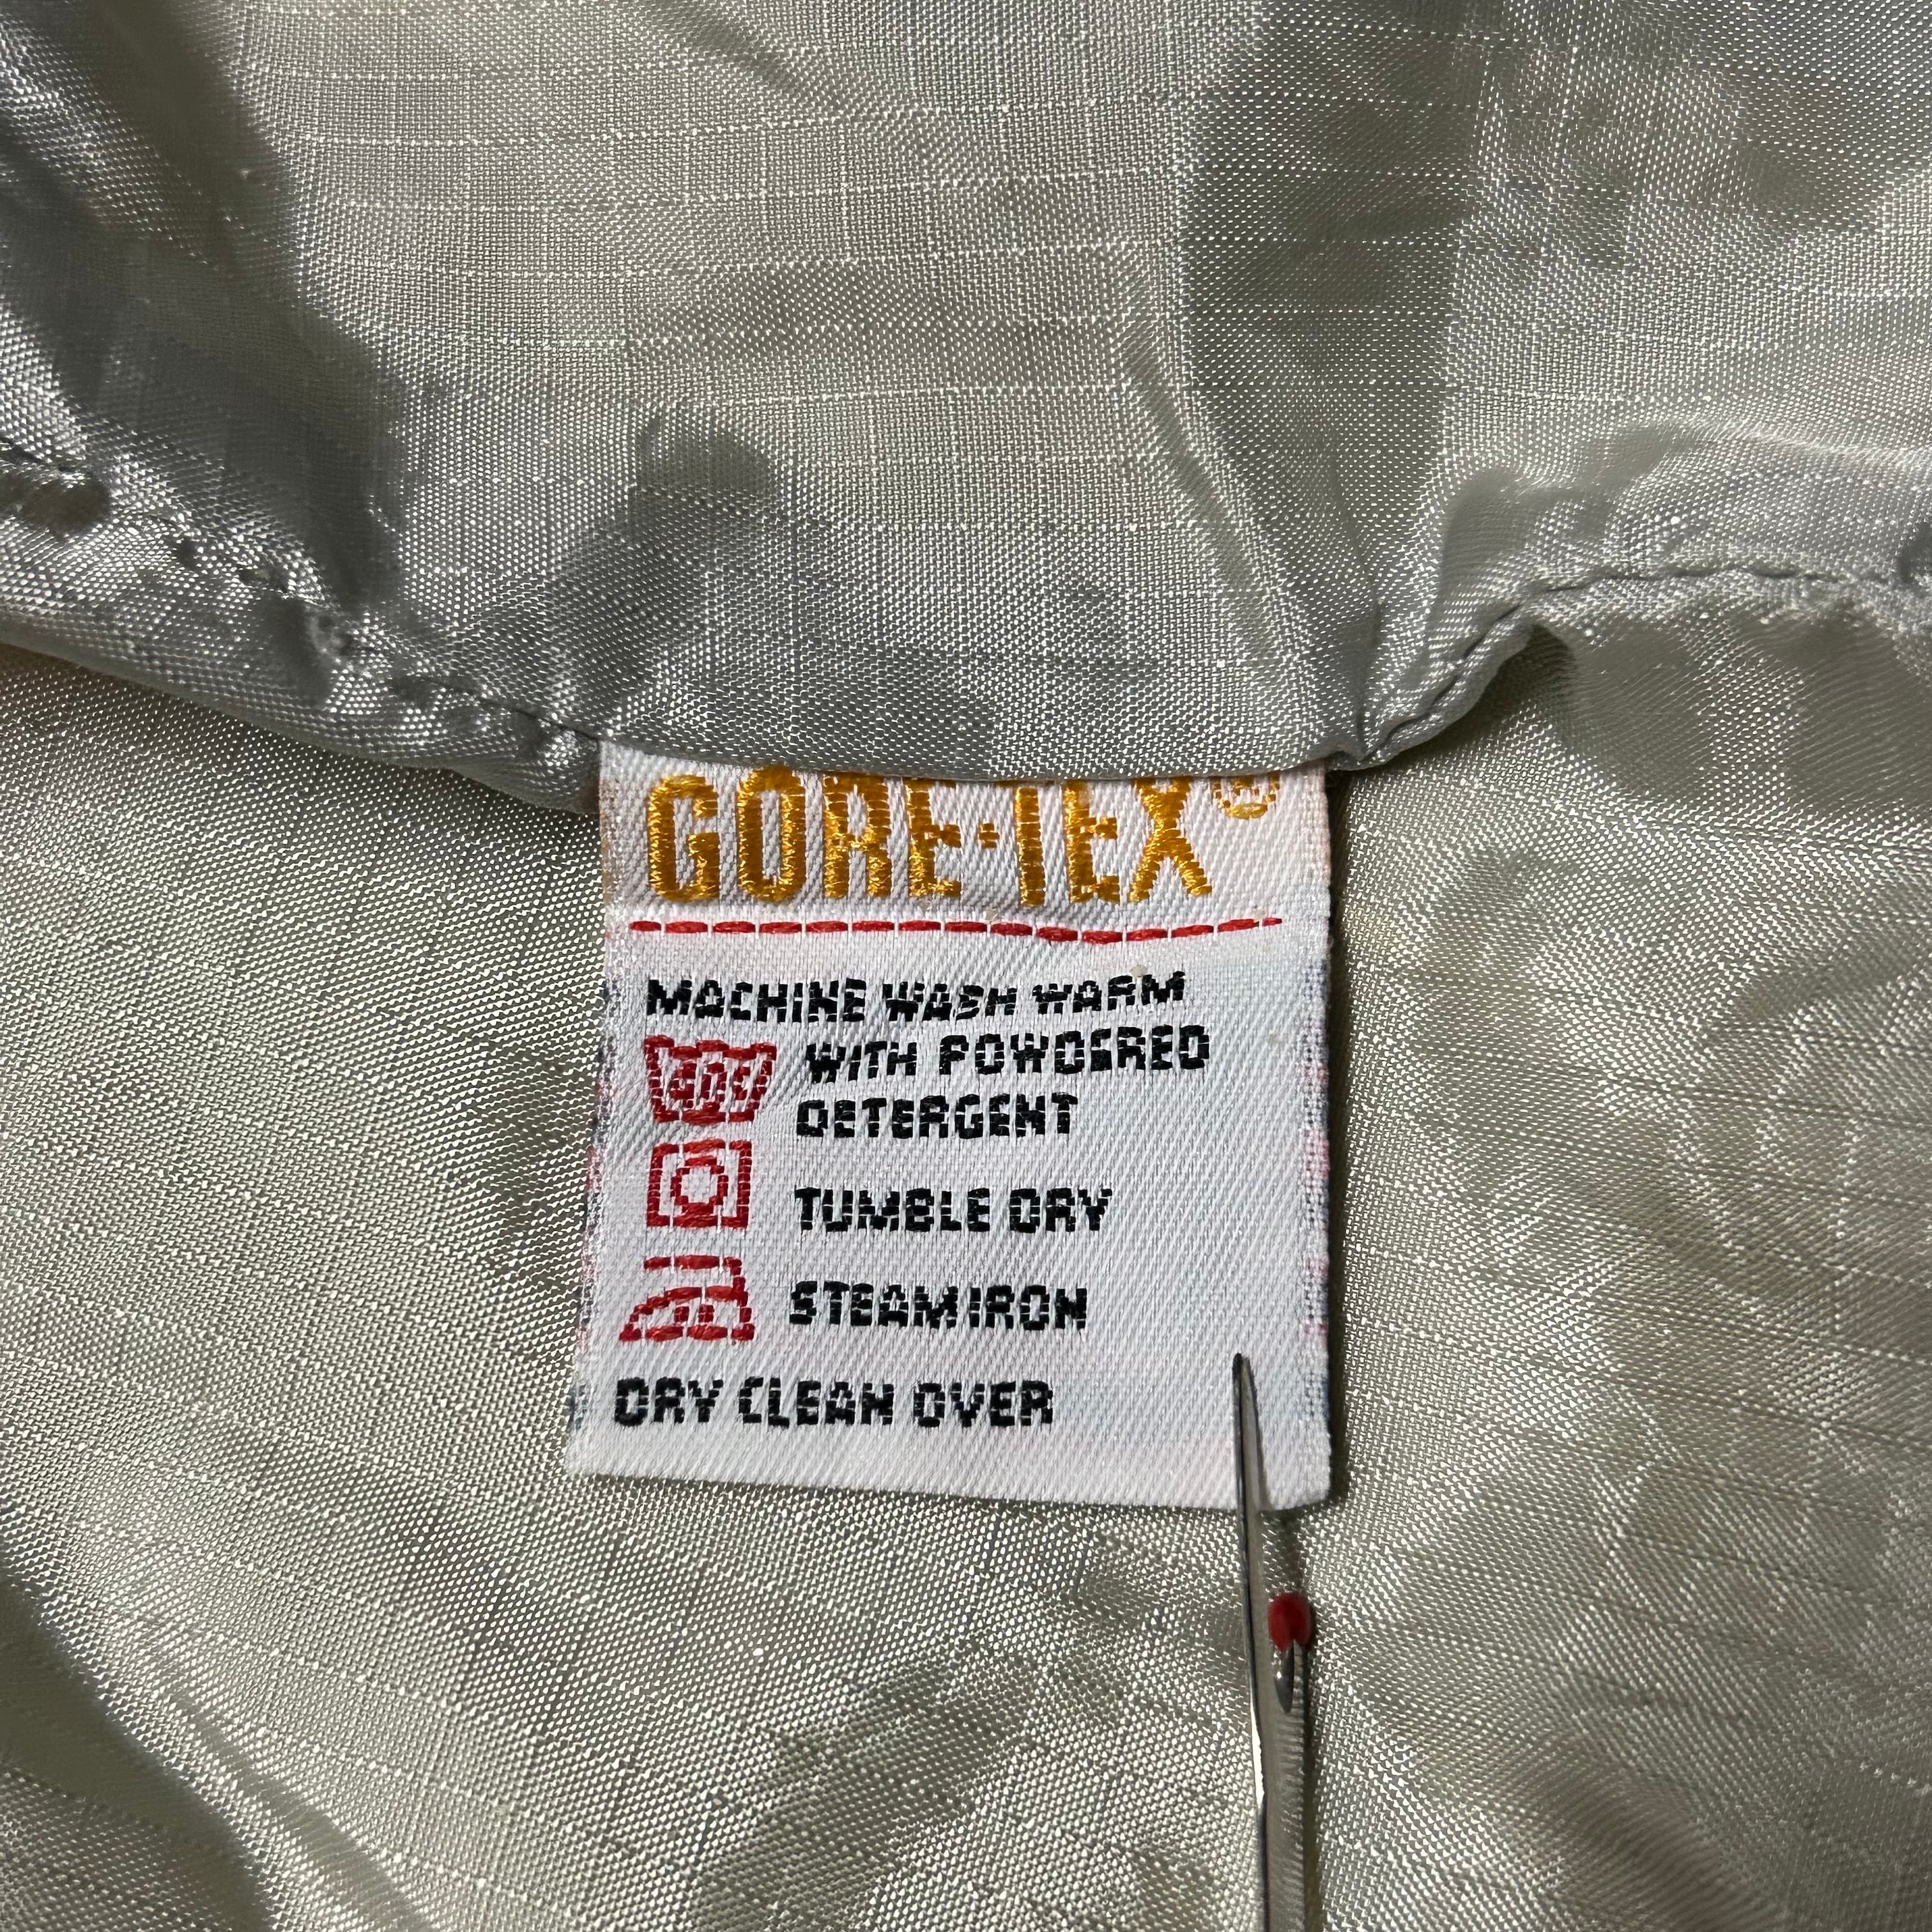 GORE-TEX®
MACHINE WASH WARM
40°
WITH POWDERED
DETERGENT
TUMBLE DRY
STEAM IRON
DRY CLEAN OVER